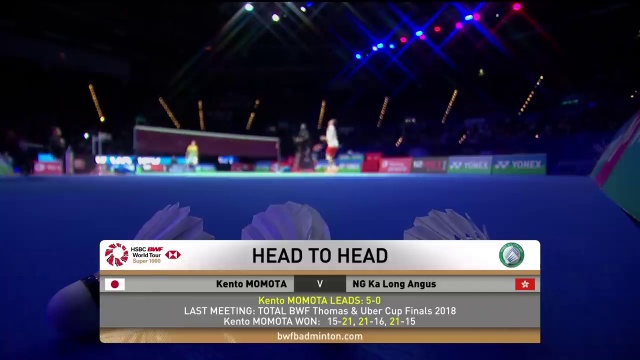 YONEX
YONEX
HSBC BWF
World Tour
Super 1000
HEAD TO HEAD
Kento MOMOTA V NG Ka Long Angus
Kento MOMOTA LEADS: 5-0
LAST MEETING: TOTAL BWF Thomas & Uber Cup Finals 2018
Kento MOMOTA WON: 15-21, 21-16, 21-15
bwfbadminton.com